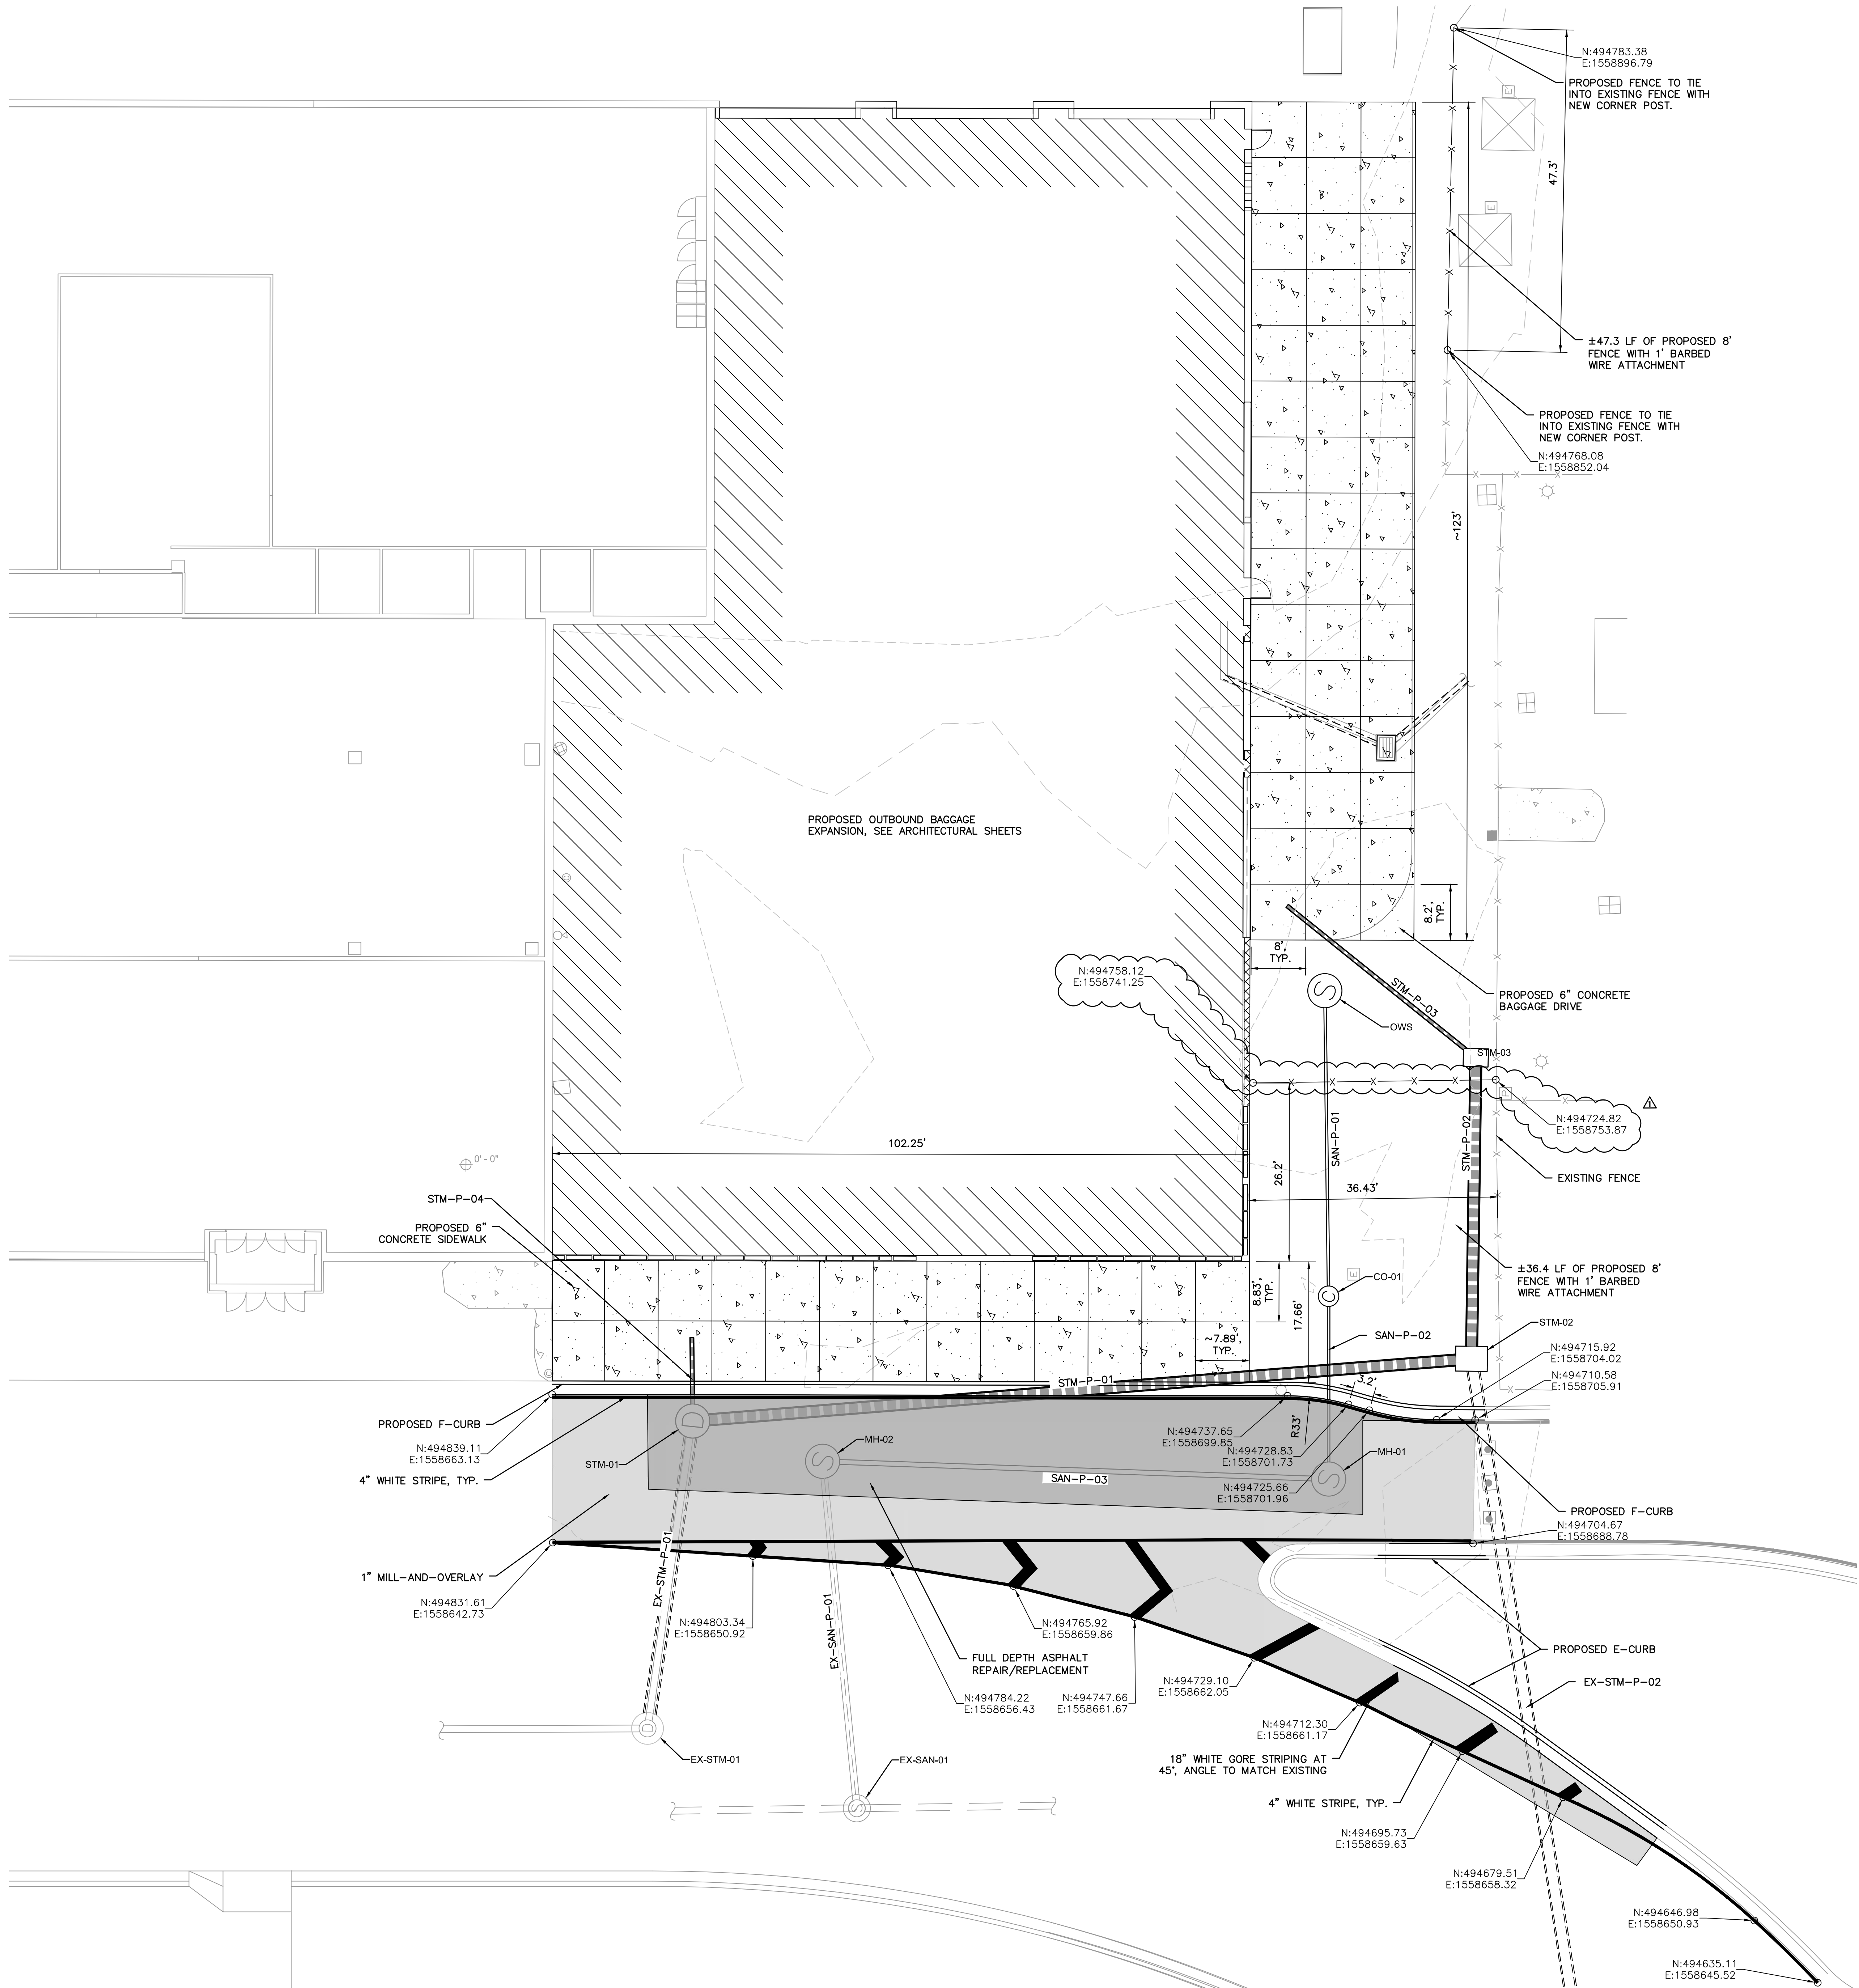 N:494783.38
E:1558896.79
PROPOSED FENCE TO TIE
INTO EXISTING FENCE WITH
NEW CORNER POST.
E
47.3'
E
±47.3 LF OF PROPOSED 8'
FENCE WITH 1' BARBED
WIRE ATTACHMENT
PROPOSED FENCE TO TIE
INTO EXISTING FENCE WITH
NEW CORNER POST.
N:494768.08
E:1558852.04
~123'
PROPOSED OUTBOUND BAGGAGE
EXPANSION, SEE ARCHITECTURAL SHEETS
8.2',
TYP.
8',
TYP.
N:494758.12
E:1558741.25
STM-P-03
PROPOSED 6" CONCRETE
BAGGAGE DRIVE
S
OWS
STM-03
N:494724.82
E:1558753.87
1
SAN-P-01
STM-P-02
102.25'
0' - 0"
26.2'
36.43'
EXISTING FENCE
STM-P-04
PROPOSED 6"
CONCRETE SIDEWALK
±36.4 LF OF PROPOSED 8'
FENCE WITH 1' BARBED
WIRE ATTACHMENT
E
C
CO-01
8.83',
TYP.
17.66'
~7.89',
TYP.
SAN-P-02
STM-02
N:494715.92
E:1558704.02
N:494710.58
E:1558705.91
STM-P-01
3.2'
R33'
PROPOSED F-CURB
N:494839.11
E:1558663.13
4" WHITE STRIPE, TYP.
D
STM-01
MH-02
S
SAN-P-03
N:494737.65
E:1558699.85
N:494728.83
E:1558701.73
N:494725.66
E:1558701.96
MH-01
S
PROPOSED F-CURB
N:494704.67
E:1558688.78
1" MILL-AND-OVERLAY
N:494831.61
E:1558642.73
EX-STM-P-01
N:494803.34
E:1558650.92
EX-SAN-P-01
N:494765.92
E:1558659.86
FULL DEPTH ASPHALT
REPAIR/REPLACEMENT
N:494784.22
E:1558656.43
N:494747.66
E:1558661.67
N:494729.10
E:1558662.05
PROPOSED E-CURB
EX-STM-P-02
N:494712.30
E:1558661.17
D
EX-STM-01
EX-SAN-01
S
18" WHITE GORE STRIPING AT
45°, ANGLE TO MATCH EXISTING
4" WHITE STRIPE, TYP.
N:494695.73
E:1558659.63
N:494679.51
E:1558658.32
N:494646.98
E:1558650.93
N:494635.11
E:1558645.52